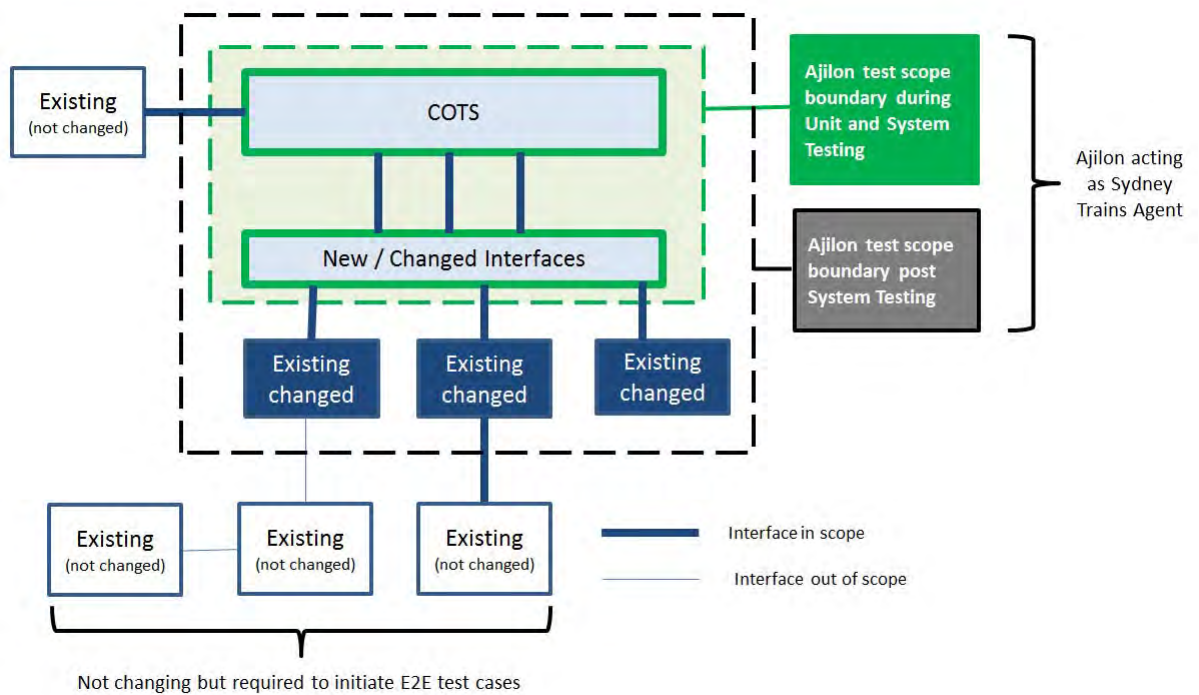 Existing
(not changed)
COTS
New / Changed Interfaces
Existing
changed
Existing
changed
Existing
changed
Ajilon test scope
boundary during
Unit and System
Testing
Ajilon test scope
boundary post
System Testing
Ajilon acting
as Sydney
Trains Agent
Existing
(not changed)
Existing
(not changed)
Existing
(not changed)
Interface in scope
Interface out of scope
Not changing but required to initiate E2E test cases